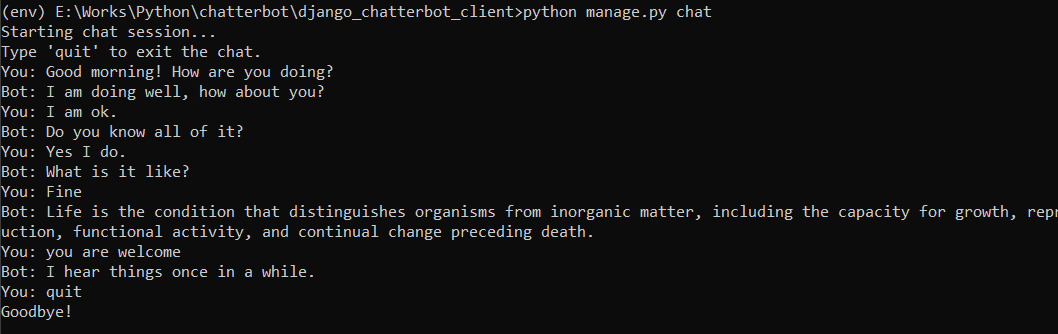 (env) E:\Works\Python\chatterbot\django_chatterbot_client>python manage.py chat
Starting chat session...
Type 'quit' to exit the chat.
You: Good morning! How are you doing?
Bot: I am doing well, how about you?
You: I am ok.
Bot: Do you know all of it?
You: Yes I do.
Bot: What is it like?
You: Fine
Bot: Life is the condition that distinguishes organisms from inorganic matter, including the capacity for growth, repr
uction, functional activity, and continual change preceding death.
You: you are welcome
Bot: I hear things once in a while.
You: quit
Goodbye!